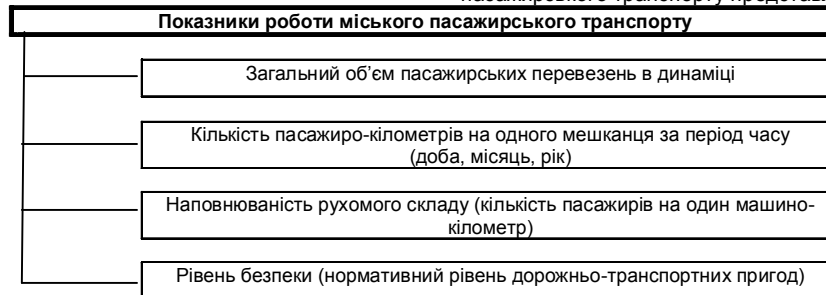 пасажирського транспорту
Показники роботи міського пасажирського транспорту
Загальний об’єм пасажирських перевезень в динаміці
Кількість пасажиро-кілометрів на одного мешканця за період часу
(доба, місяць, рік)
Наповнюваність рухомого складу (кількість пасажирів на один машино-
кілометр)
Рівень безпеки (нормативний рівень дорожньо-транспортних пригод)